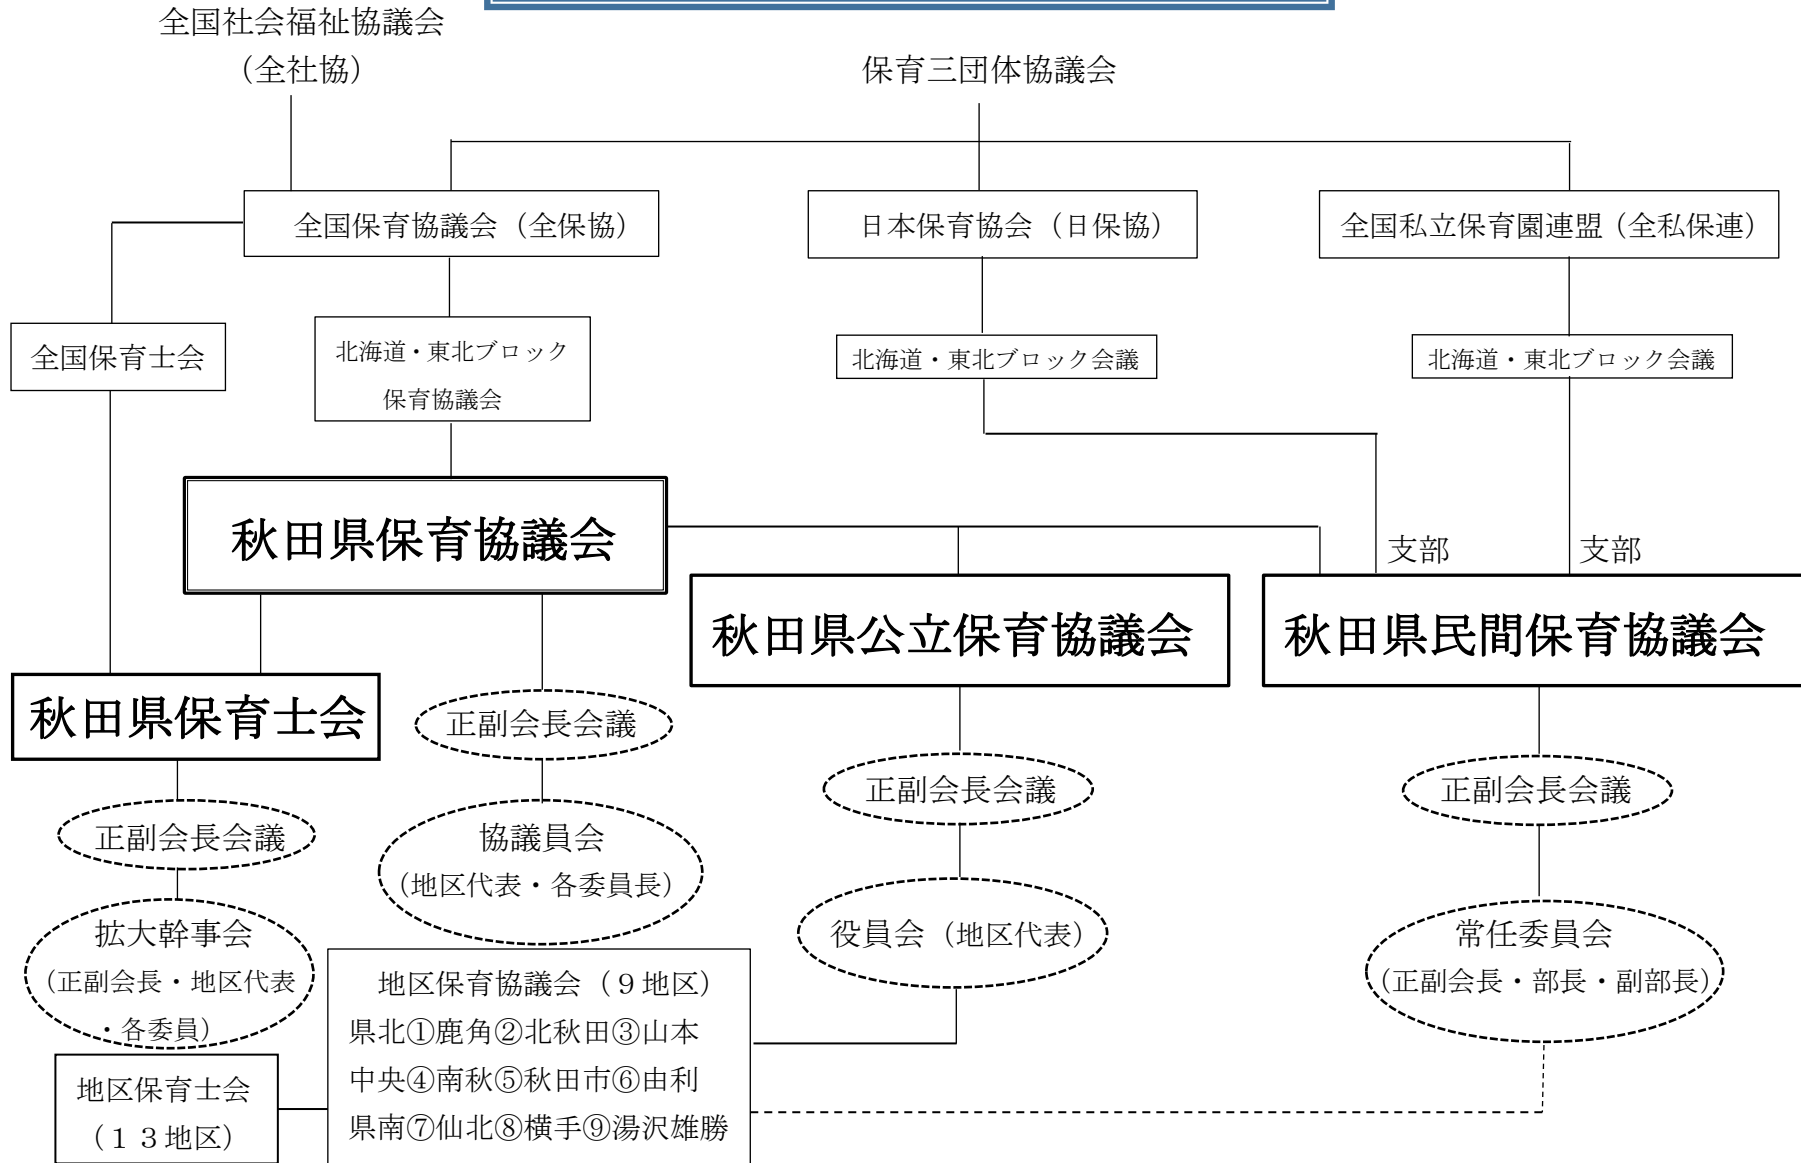 全国社会福祉協議会
(全社協)
保育三団体協議会
全国保育協議会（全保協）
日本保育協会（日保協）
全国私立保育園連盟（全私保連）
全国保育士会
北海道・東北ブロック
保育協議会
北海道・東北ブロック会議
北海道・東北ブロック会議
秋田県保育協議会
支部
支部
秋田県公立保育協議会
秋田県民間保育協議会
秋田県保育士会
正副会長会議
正副会長会議
正副会長会議
正副会長会議
協議員会
(地区代表・各委員長)
拡大幹事会
(正副会長・地区代表
・各委員)
役員会（地区代表）
常任委員会
(正副会長・部長・副部長)
地区保育協議会（９地区）
県北①鹿角②北秋田③山本
中央④南秋⑤秋田市⑥由利
県南⑦仙北⑧横手⑨湯沢雄勝
地区保育士会
（１３地区）